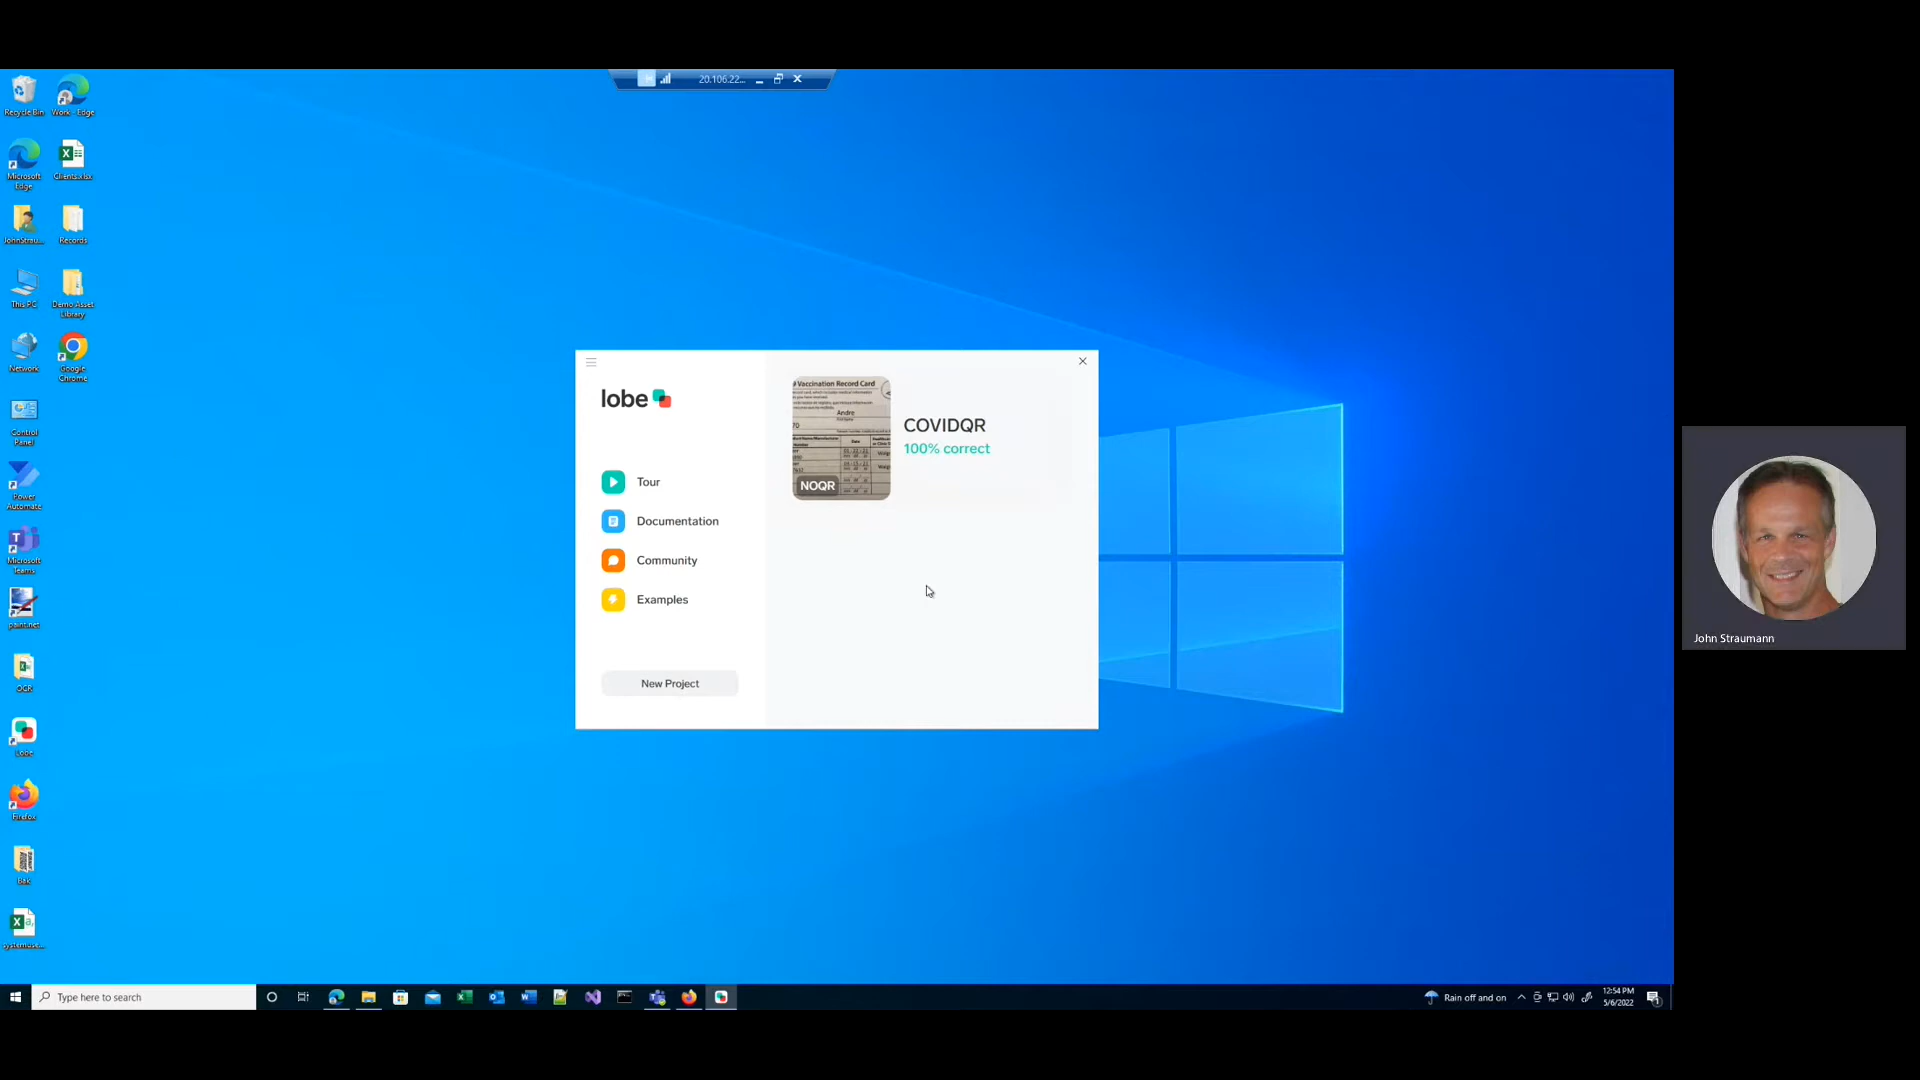 20.106.22...
Recycle Bin
Work - Edge
Microsoft
Edge
Clients.xlsx
JohnStrau...
Records
This PC
Demo Asset
Library
Network
Google
Chrome
Control
Panel
Power
Automate
Microsoft
Teams
paint.net
OCR
Lobe
Firefox
Bak
lobe
Tour
Documentation
Community
Examples
New Project
Vaccination Record Card
Andre
70
Date
NOQR
COVIDQR
100% correct
John Straumann
Type here to search
Rain off and on
12:54 PM
5/6/2022